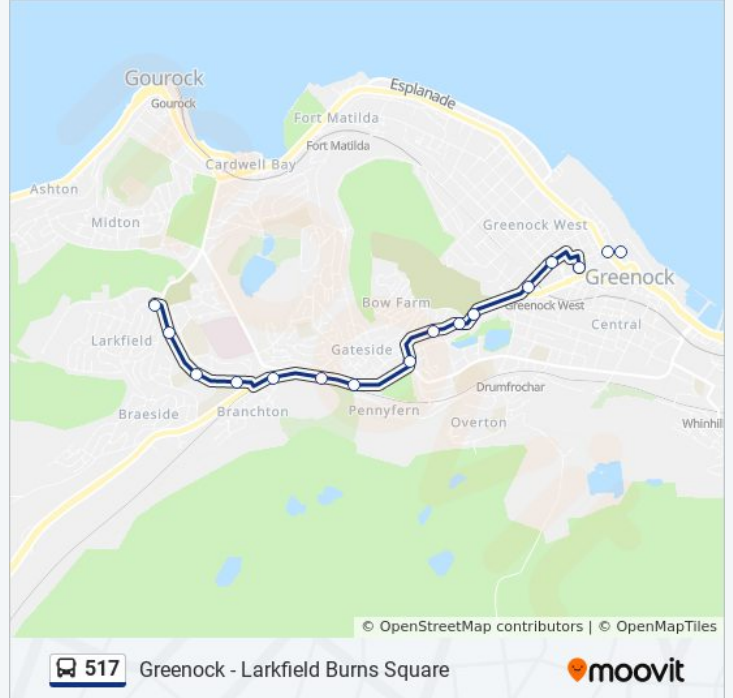 Gourock
Gourock
Esplanade
Fort Matilda
Fort Matilda
Cardwell Bay
Ashton
Midton
Greenock West
Greenock
Bow Farm
Greenock West
Central
Larkfield
Gateside
Drumfrochar
Braeside
Branchton
Pennyfern
Overton
Whinhill
© OpenStreetMap contributors | © OpenMapTiles
517 Greenock - Larkfield Burns Square
moovit